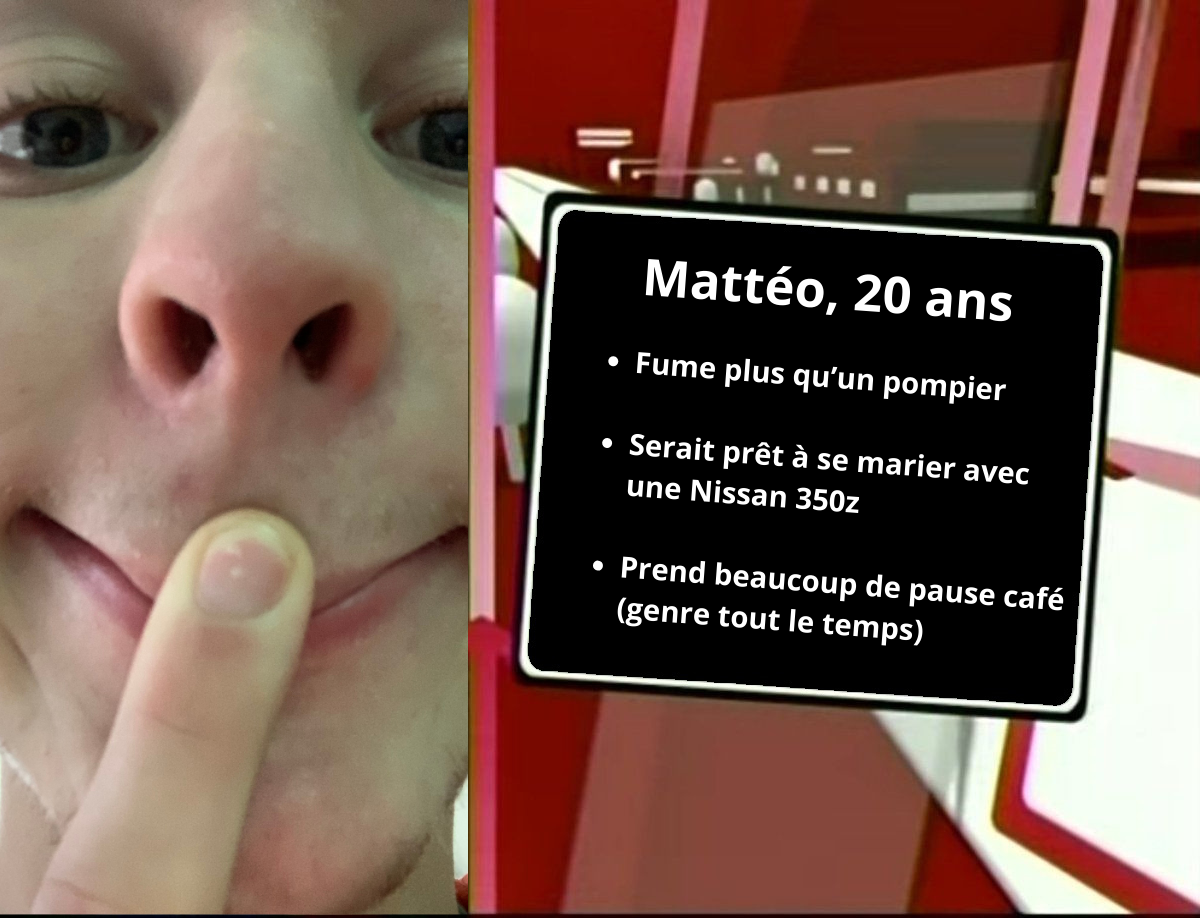 Mattéo, 20 ans
• Fume plus qu’un pompier
• Serait prêt à se marier avec
une Nissan 350z
• Prend beaucoup de pause café
(genre tout le temps)